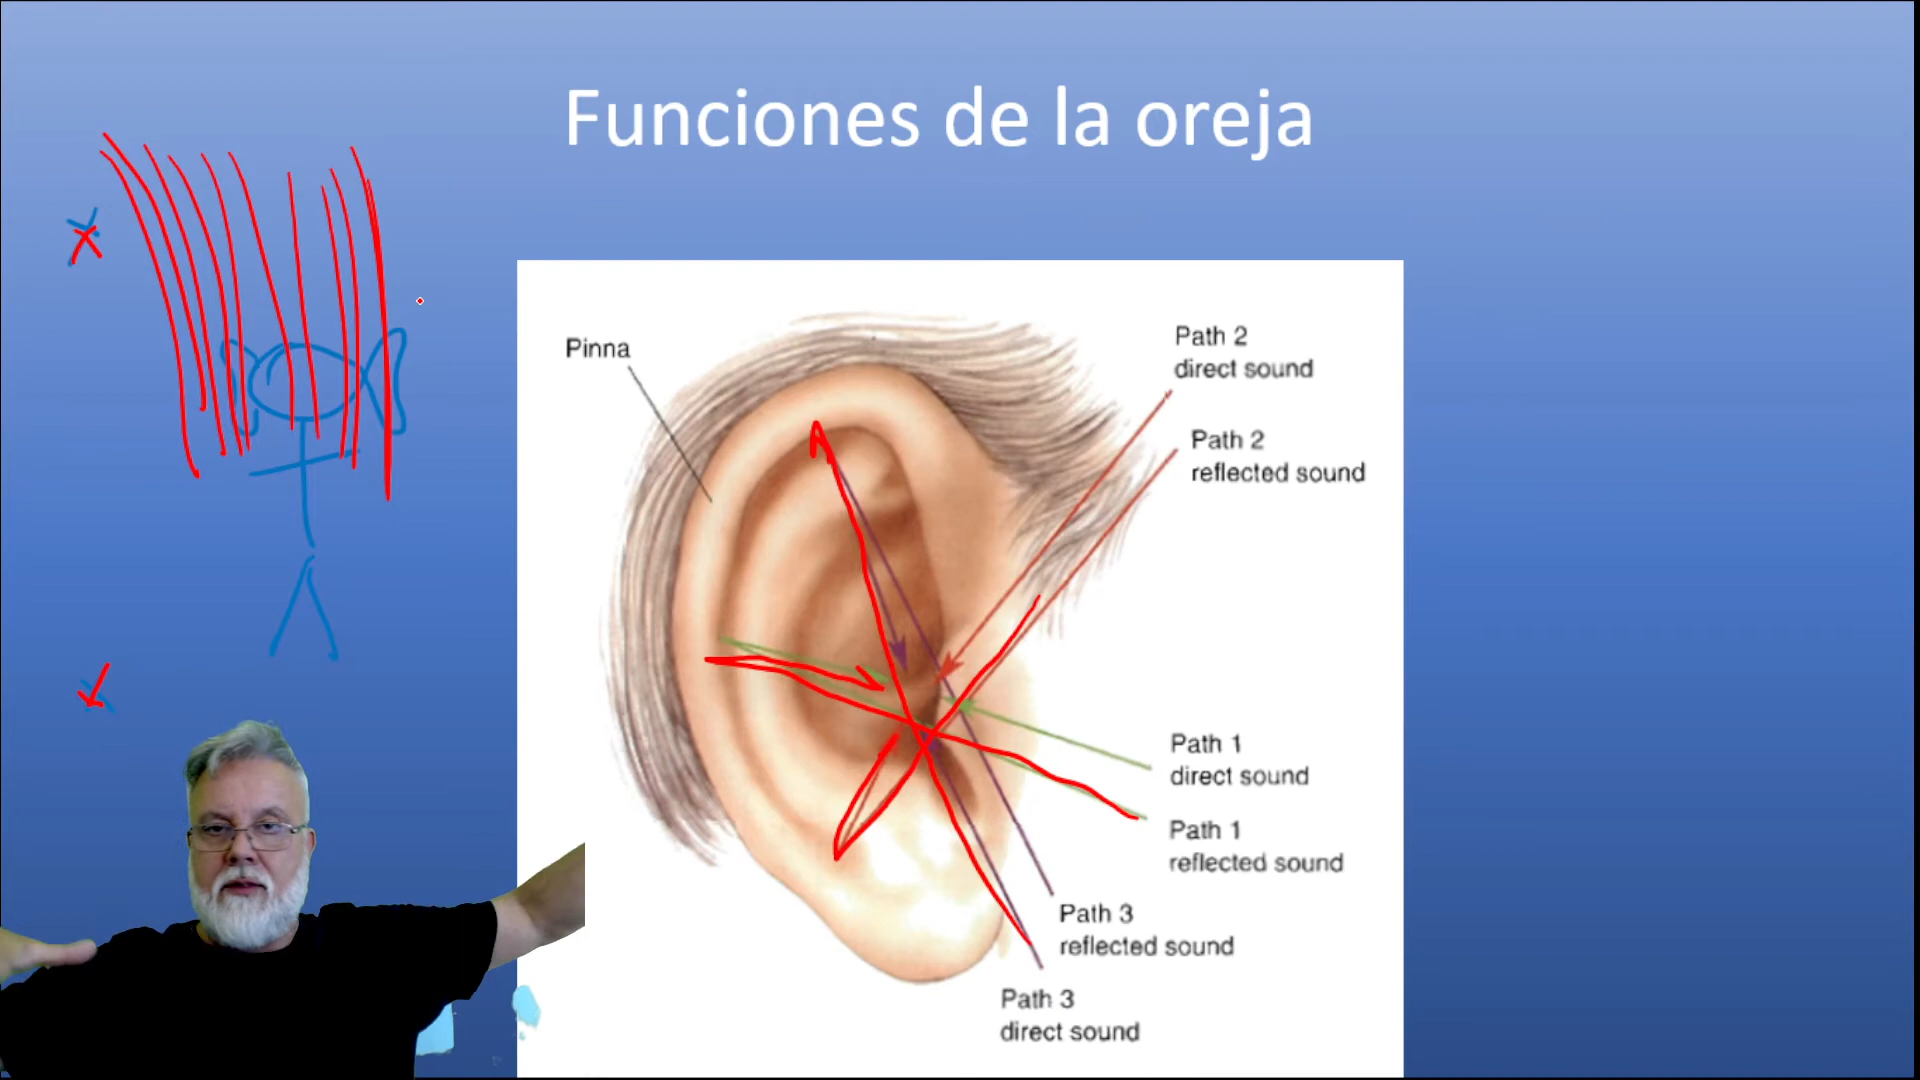 Funciones de la oreja
Pinna
Path 2
direct sound
Path 2
reflected sound
Path 1
direct sound
Path 1
reflected sound
Path 3
reflected sound
Path 3
direct sound